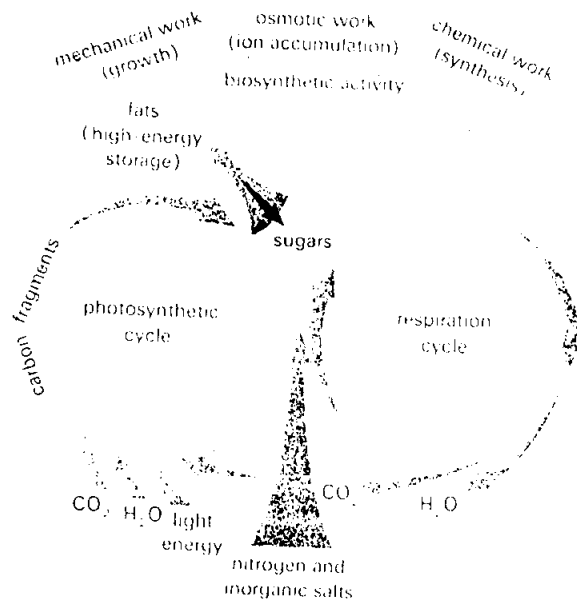 mechanical work
(growth)
osmotic work
(ion accumulation)
chemical work
(synthesis)
biosynthetic activity
fats
(high-energy
storage)
sugars
carbon fragments
photosynthetic
cycle
respiration
cycle
CO₂
H₂O
light
energy
CO₂
H₂O
nitrogen and
inorganic salts